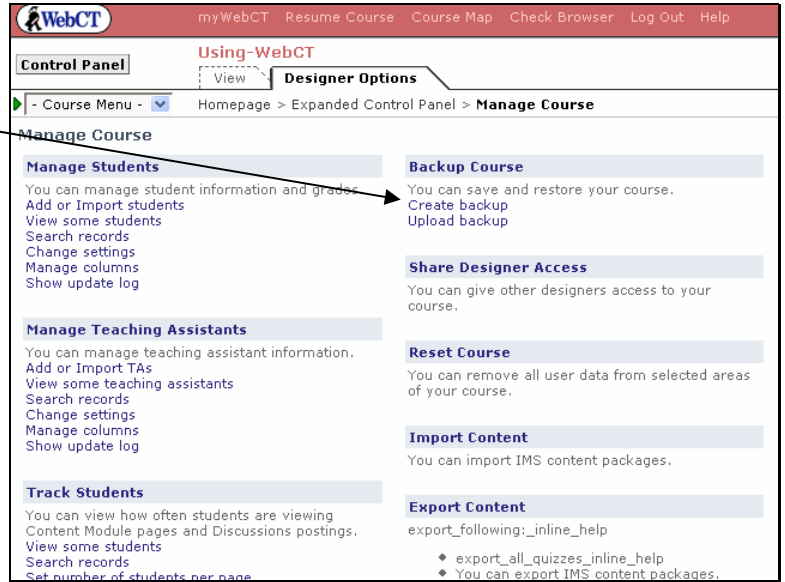 WebCT
myWebCT Resume Course Course Map Check Browser Log Out Help
Control Panel
Using-WebCT
View Designer Options
- Course Menu -
Homepage > Expanded Control Panel > Manage Course
Manage Course
Manage Students
You can manage student information and grades.
Add or Import students
View some students
Search records
Change settings
Manage columns
Show update log
Manage Teaching Assistants
You can manage teaching assistant information.
Add or Import TAs
View some teaching assistants
Search records
Change settings
Manage columns
Show update log
Track Students
You can view how often students are viewing
Content Module pages and Discussions postings.
View some students
Search records
Set number of students per page
Backup Course
You can save and restore your course.
Create backup
Upload backup
Share Designer Access
You can give other designers access to your
course.
Reset Course
You can remove all user data from selected areas
of your course.
Import Content
You can import IMS content packages.
Export Content
export_following:_inline_help
◆ export_all_quizzes_inline_help
◆ You can export IMS content packages.